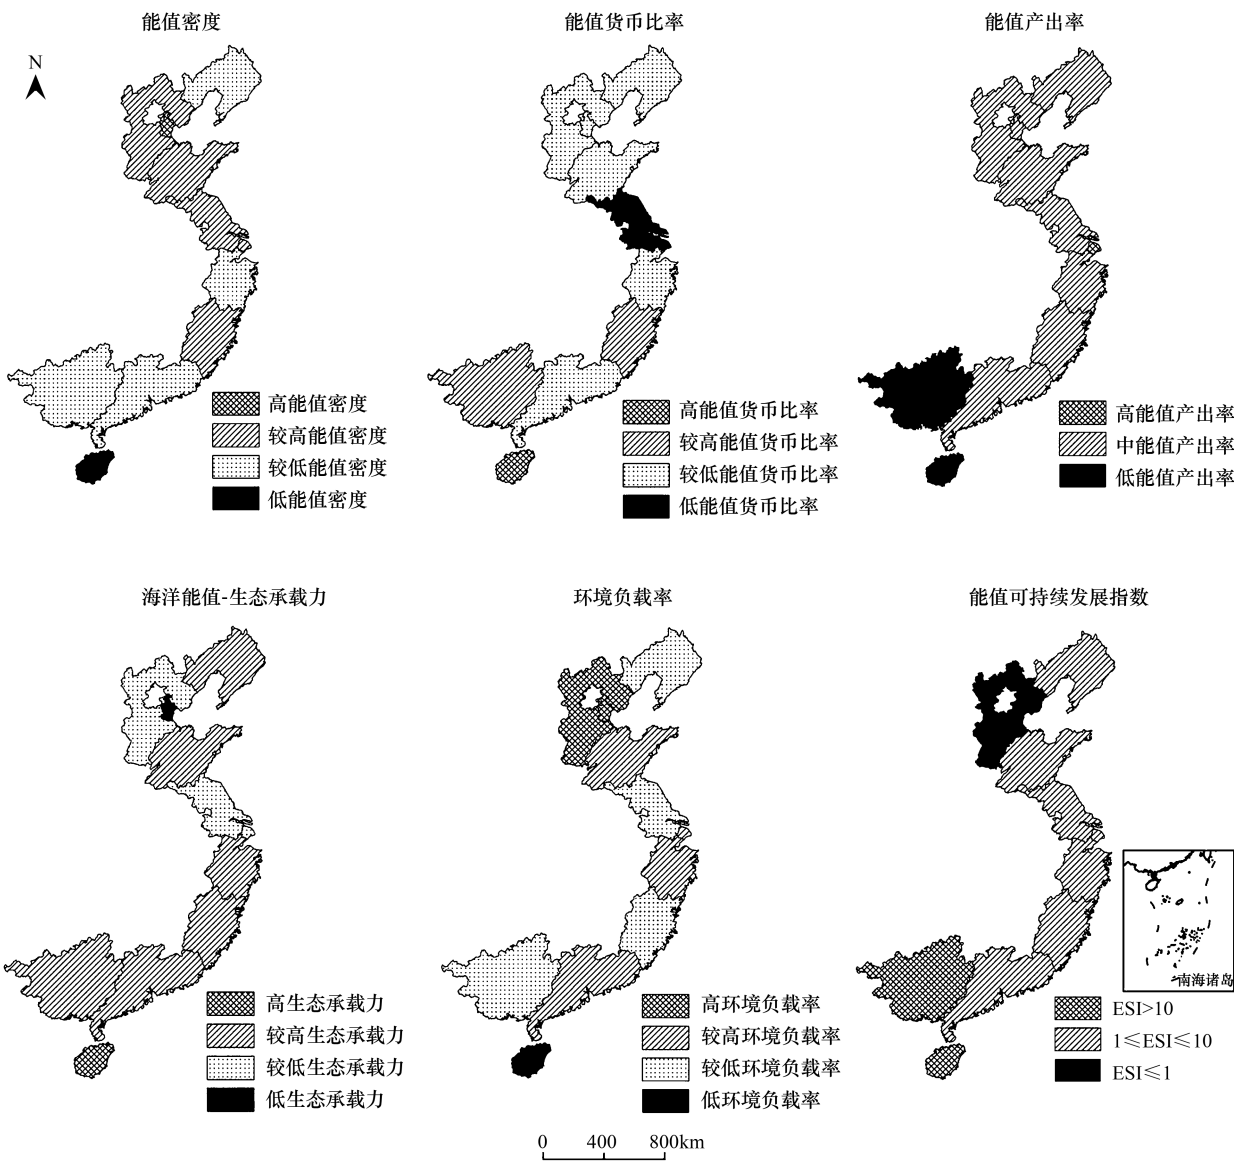 能值密度
能值货币比率
能值产出率
N
高能值密度
较高能值密度
较低能值密度
低能值密度
高能值货币比率
较高能值货币比率
较低能值货币比率
低能值货币比率
高能值产出率
中能值产出率
低能值产出率
海洋能值-生态承载力
环境负载率
能值可持续发展指数
高生态承载力
较高生态承载力
较低生态承载力
低生态承载力
高环境负载率
较高环境负载率
较低环境负载率
低环境负载率
南海诸岛
ESI>10
1≤ESI≤10
ESI≤1
0 400 800km